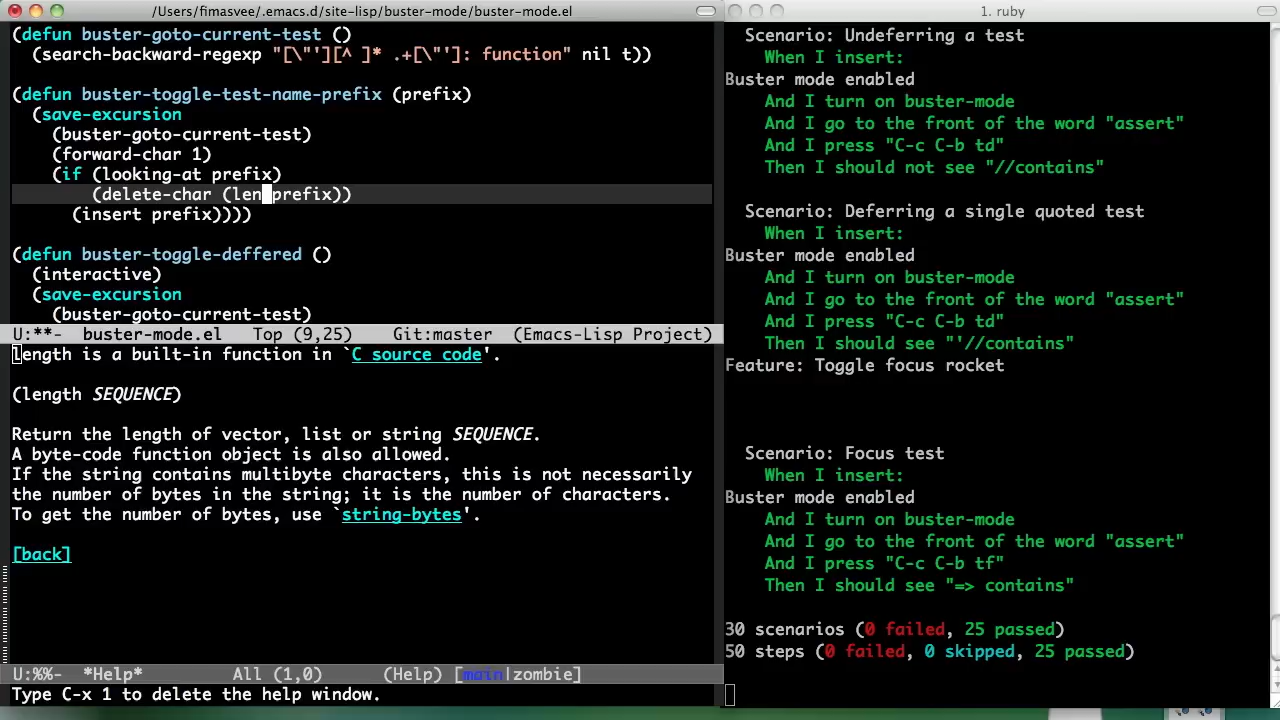 /Users/fimasvee/.emacs.d/site-lisp/buster-mode/buster-mode.el
(defun buster-goto-current-test ()
(search-backward-regexp "[\"'][^ ]* .+[\"']: function" nil t))
(defun buster-toggle-test-name-prefix (prefix)
(save-excursion
(buster-goto-current-test)
(forward-char 1)
(if (looking-at prefix)
(delete-char (len prefix))
(insert prefix))))
(defun buster-toggle-deffered ()
(interactive)
(save-excursion
(buster-goto-current-test)
U:**- buster-mode.el Top (9,25) Git:master (Emacs-Lisp Project)
length is a built-in function in `C source code'.
(length SEQUENCE)
Return the length of vector, list or string SEQUENCE.
A byte-code function object is also allowed.
If the string contains multibyte characters, this is not necessarily
the number of bytes in the string; it is the number of characters.
To get the number of bytes, use `string-bytes'.
[back]
U:%%- *Help* All (1,0) (Help) [main|zombie]
Type C-x 1 to delete the help window.
1. ruby
Scenario: Undeferring a test
When I insert:
Buster mode enabled
And I turn on buster-mode
And I go to the front of the word "assert"
And I press "C-c C-b td"
Then I should not see "//contains"
Scenario: Deferring a single quoted test
When I insert:
Buster mode enabled
And I turn on buster-mode
And I go to the front of the word "assert"
And I press "C-c C-b td"
Then I should see "'//contains"
Feature: Toggle focus rocket
Scenario: Focus test
When I insert:
Buster mode enabled
And I turn on buster-mode
And I go to the front of the word "assert"
And I press "C-c C-b tf"
Then I should see "=> contains"
30 scenarios (0 failed, 25 passed)
50 steps (0 failed, 0 skipped, 25 passed)